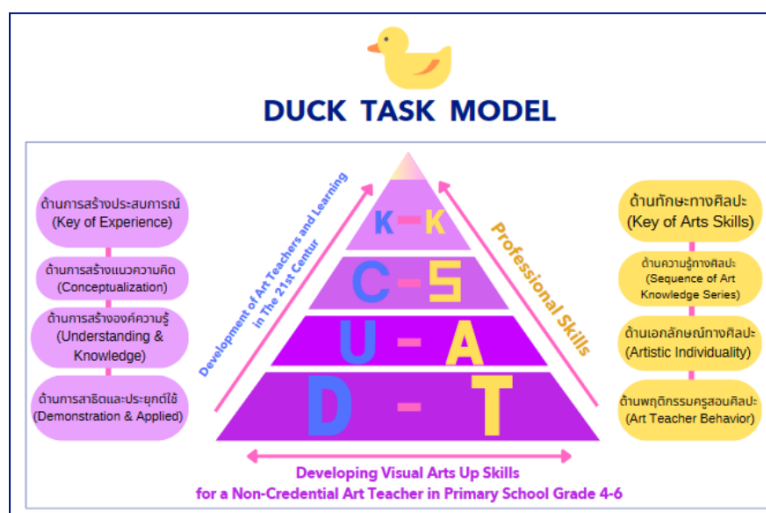 DUCK TASK MODEL
ด้านการสร้างประสบการณ์
(Key of Experience)
ด้านการสร้างแนวความคิด
(Conceptualization)
ด้านการสร้างองค์ความรู้
(Understanding &
Knowledge)
ด้านการสาธิตและประยุกต์ใช้
(Demonstration & Applied)
Development of Art Teachers and Learning
in The 21st Centur
K - K
C - S
U - A
D - T
Professional Skills
ด้านทักษะทางศิลปะ
(Key of Arts Skills)
ด้านความรู้ทางศิลปะ
(Sequence of Art
Knowledge Series)
ด้านเอกลักษณ์ทางศิลปะ
(Artistic Individuality)
ด้านพฤติกรรมครูสอนศิลปะ
(Art Teacher Behavior)
Developing Visual Arts Up Skills
for a Non-Credential Art Teacher in Primary School Grade 4-6